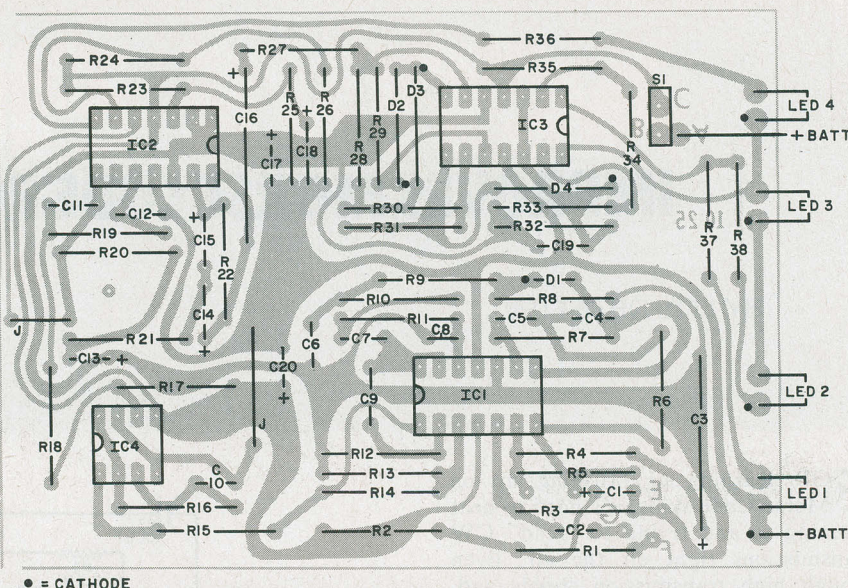 R36
R27
R24
R35
S1
C
R23
D3
D2
LED 4
C16
R 25
R 26
R 29
B
A
+ BATT
IC2
IC3
C17
C18
R 28
R 34
D4
C11
C12
R30
R33
LED 3
C15
R19
R31
R32
R 37
R 38
R20
R 22
C19
R9
D1
R10
R8
C14
R11
C5
C4
J
C6
C8
R21
C7
R7
C13
C20
R17
C9
IC1
R6
C3
LED 2
J
R18
IC4
R12
R4
C 10
R13
R5
R14
C1
E
LED 1
R16
R3
G
R15
R2
C2
- BATT
R1
F
● = CATHODE